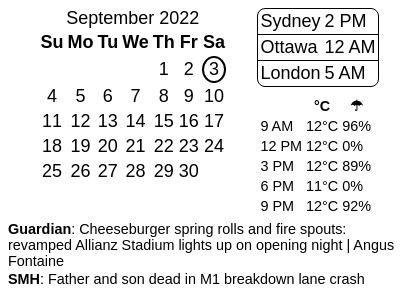 September 2022
Su Mo Tu We Th Fr Sa
1 2 3
4 5 6 7 8 9 10
11 12 13 14 15 16 17
18 19 20 21 22 23 24
25 26 27 28 29 30
Sydney 2 PM
Ottawa 12 AM
London 5 AM
°C ☂
9 AM 12°C 96%
12 PM 12°C 0%
3 PM 12°C 89%
6 PM 11°C 0%
9 PM 12°C 92%
Guardian: Cheeseburger spring rolls and fire spouts:
revamped Allianz Stadium lights up on opening night | Angus
Fontaine
SMH: Father and son dead in M1 breakdown lane crash